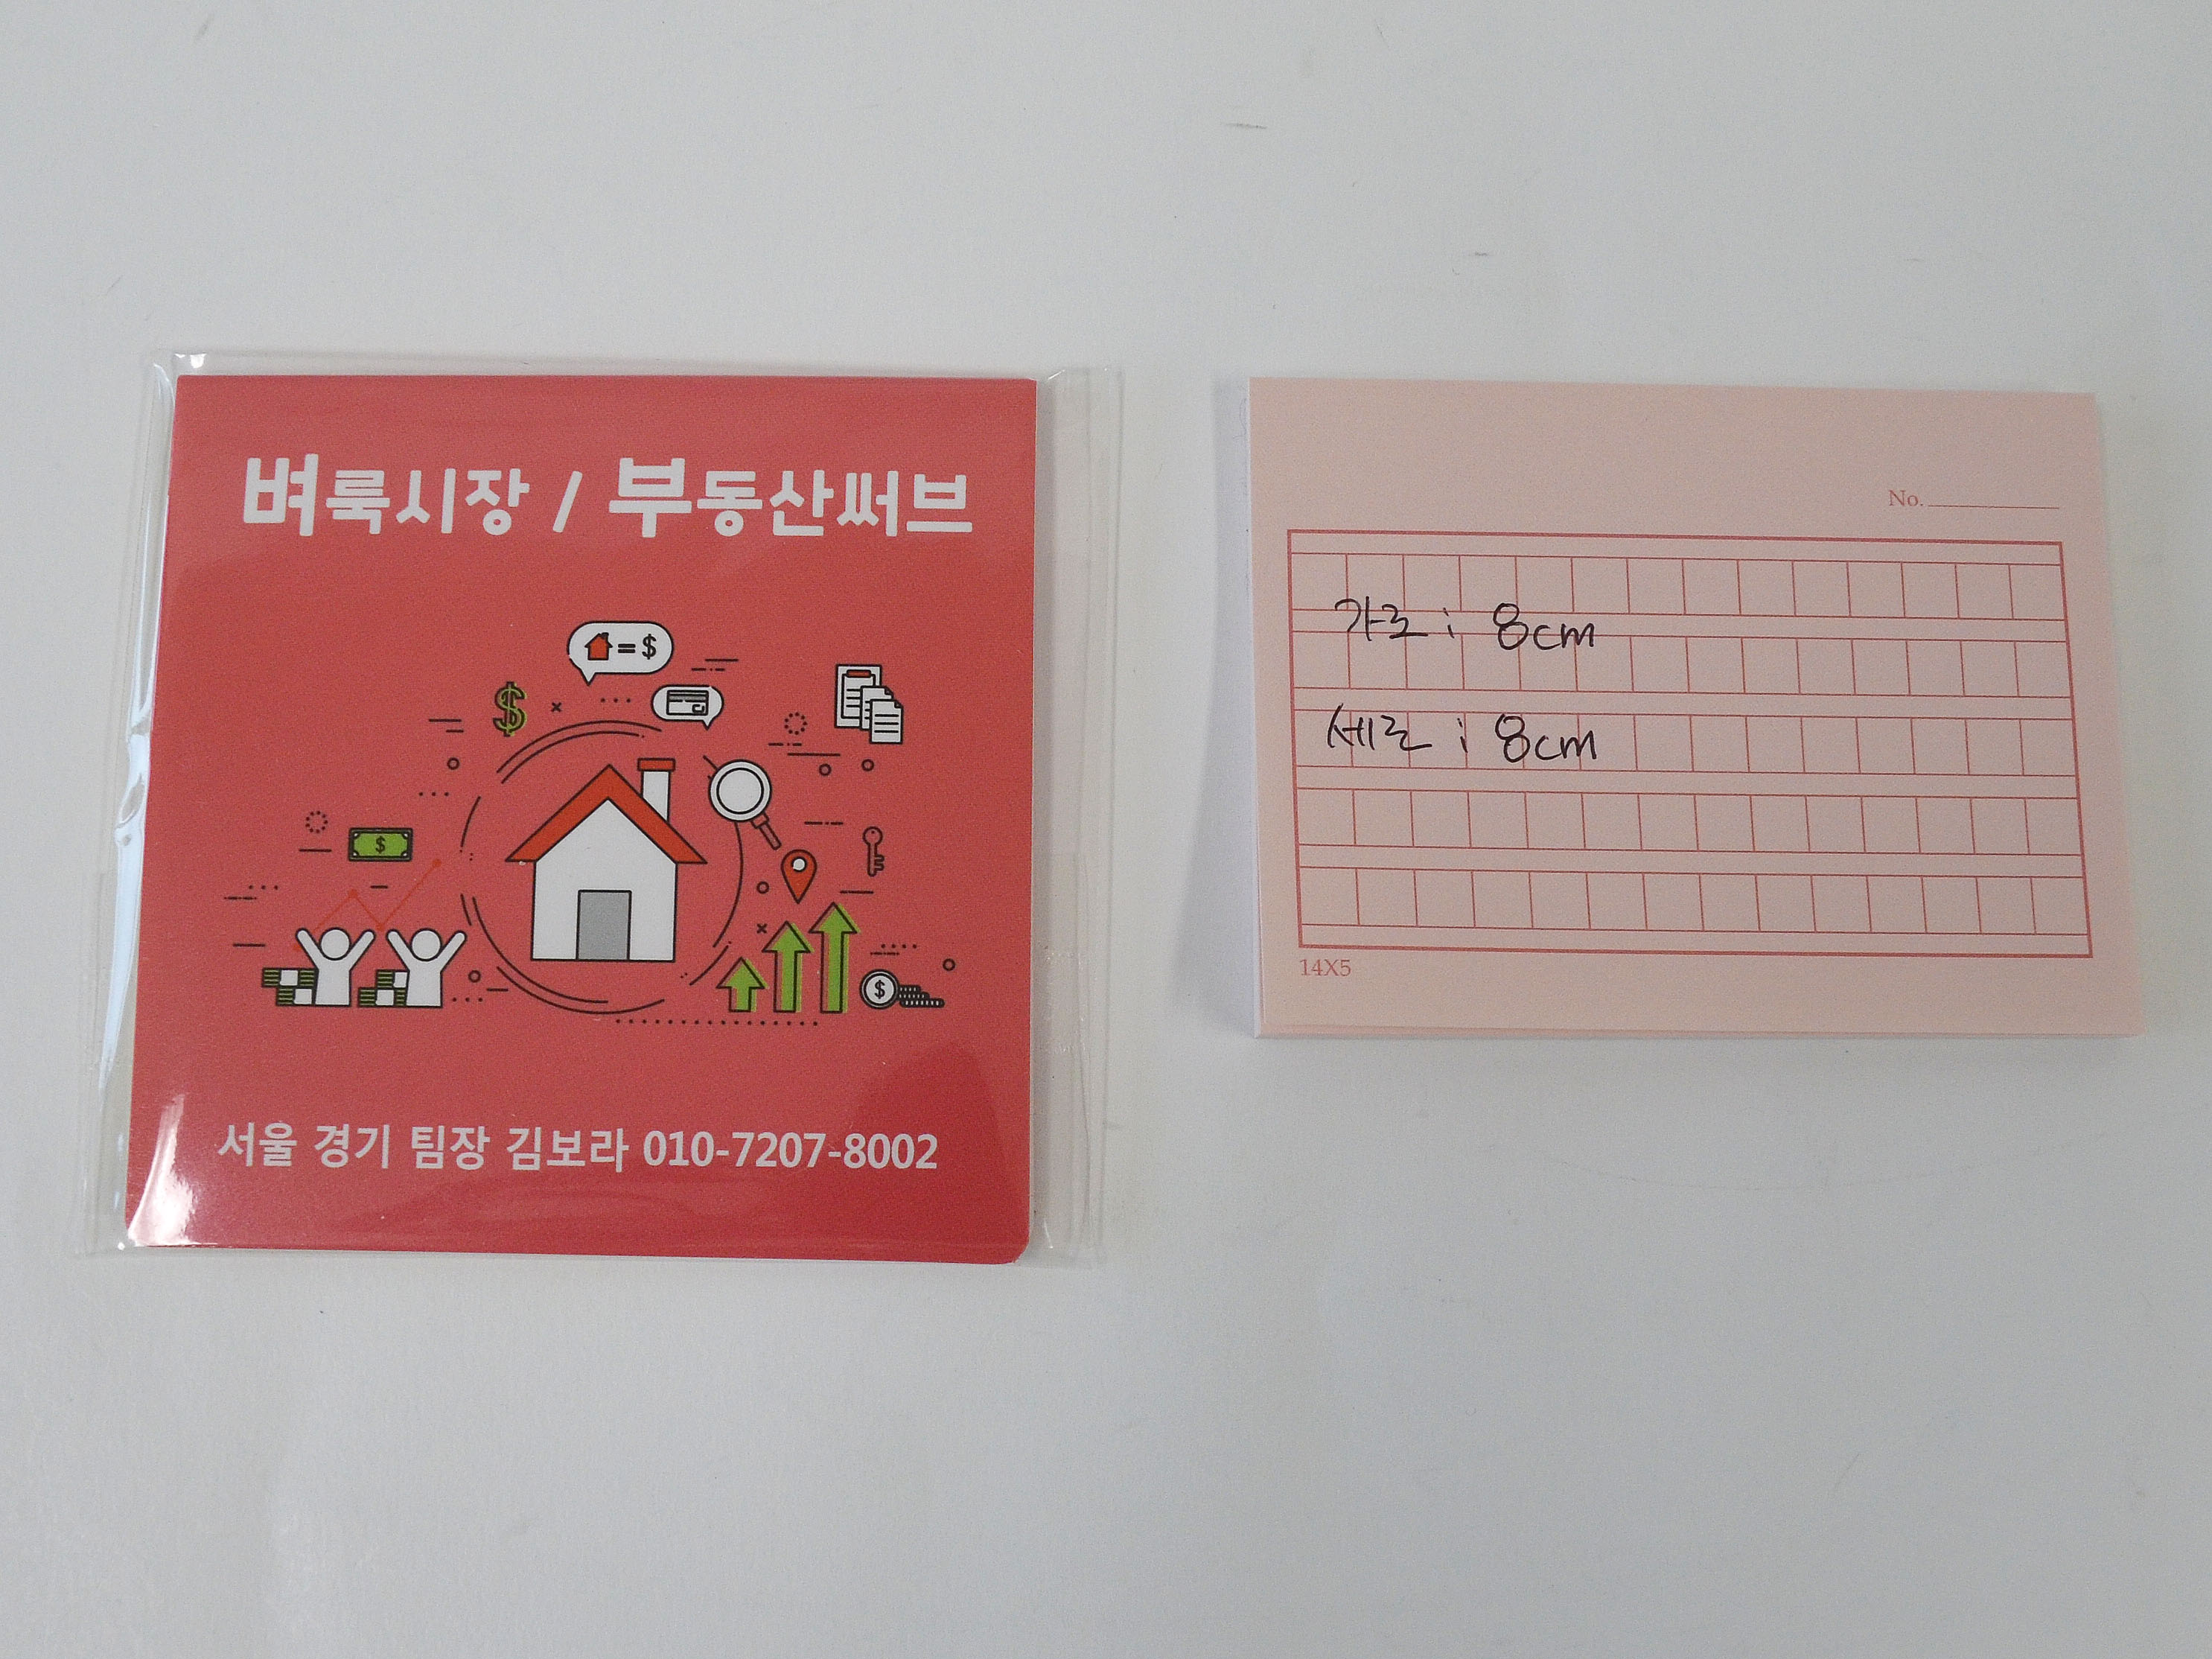 벼룩시장 / 부동산써브
= $
$
$
$
서울 경기 팀장 김보라 010-7207-8002
No.
가로 : 8cm
세로 : 8cm
14X5